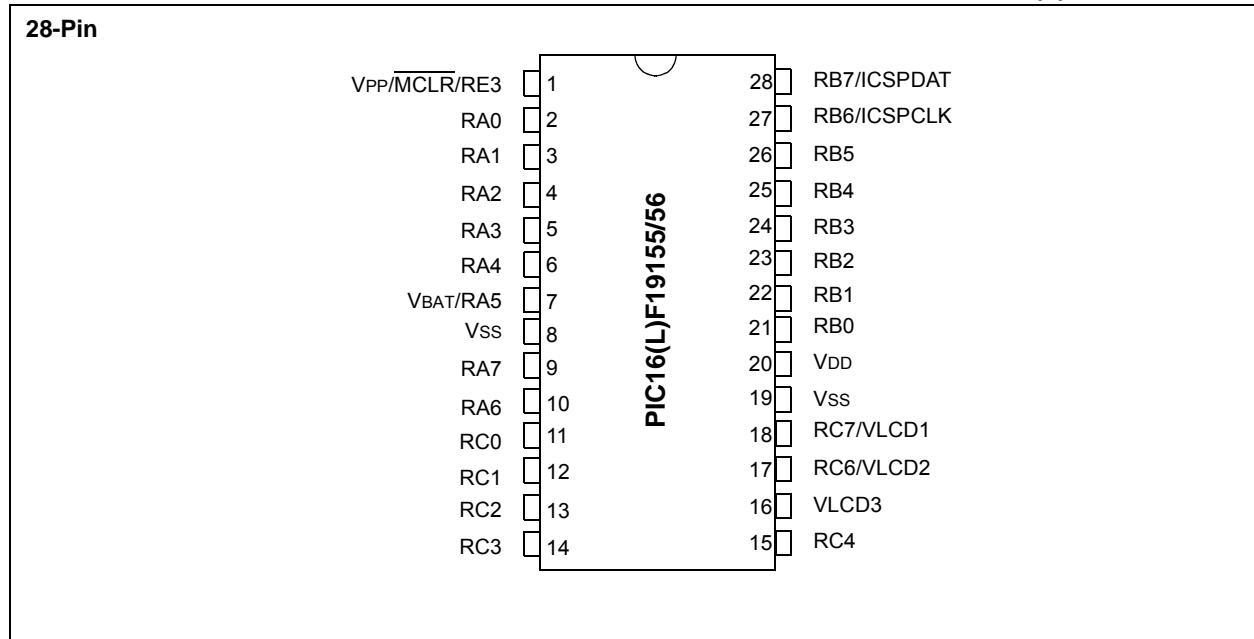 28-Pin
VPP/MCLR/RE3 1
RA0 2
RA1 3
RA2 4
RA3 5
RA4 6
VBAT/RA5 7
VSS 8
RA7 9
RA6 10
RC0 11
RC1 12
RC2 13
RC3 14
PIC16(L)F19155/56
28 RB7/ICSPDAT
27 RB6/ICSPCLK
26 RB5
25 RB4
24 RB3
23 RB2
22 RB1
21 RB0
20 VDD
19 VSS
18 RC7/VLCD1
17 RC6/VLCD2
16 VLCD3
15 RC4